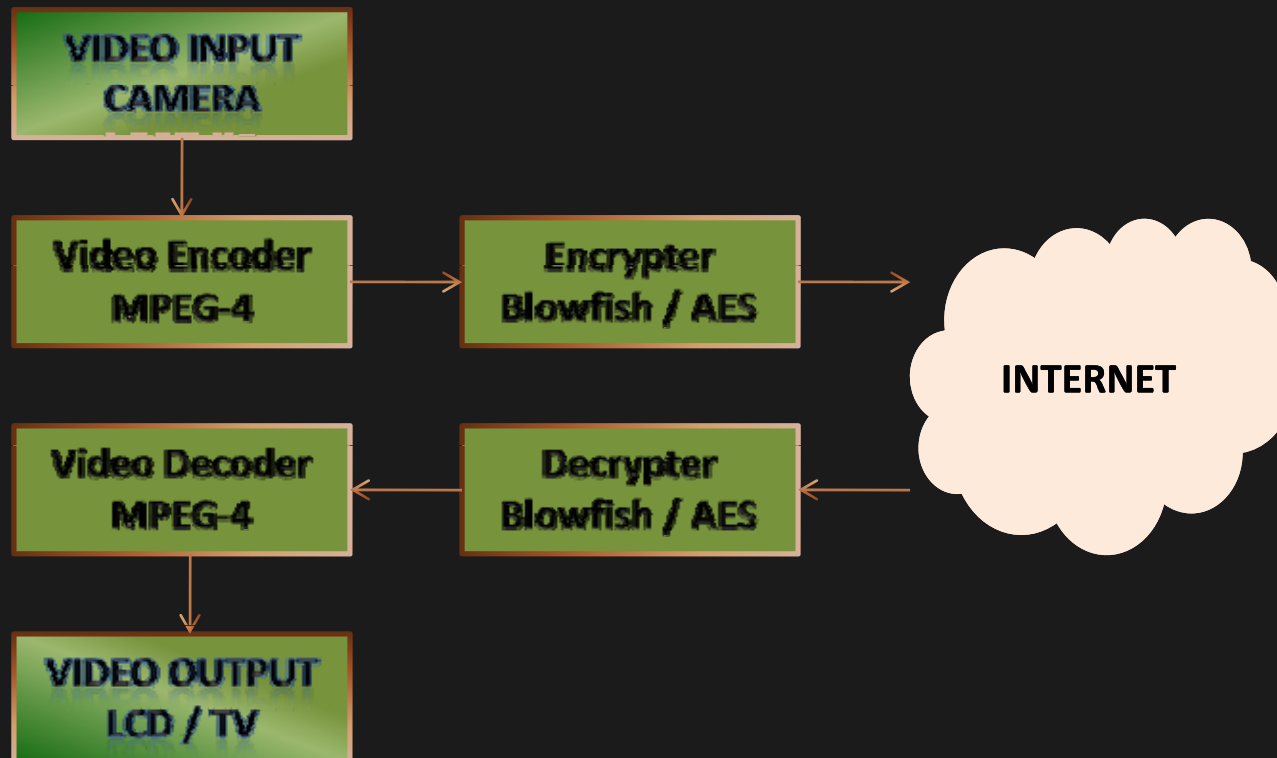 VIDEO INPUT
CAMERA
Video Encoder
MPEG-4
Encrypter
Blowfish / AES
INTERNET
Video Decoder
MPEG-4
Decrypter
Blowfish / AES
VIDEO OUTPUT
LCD / TV